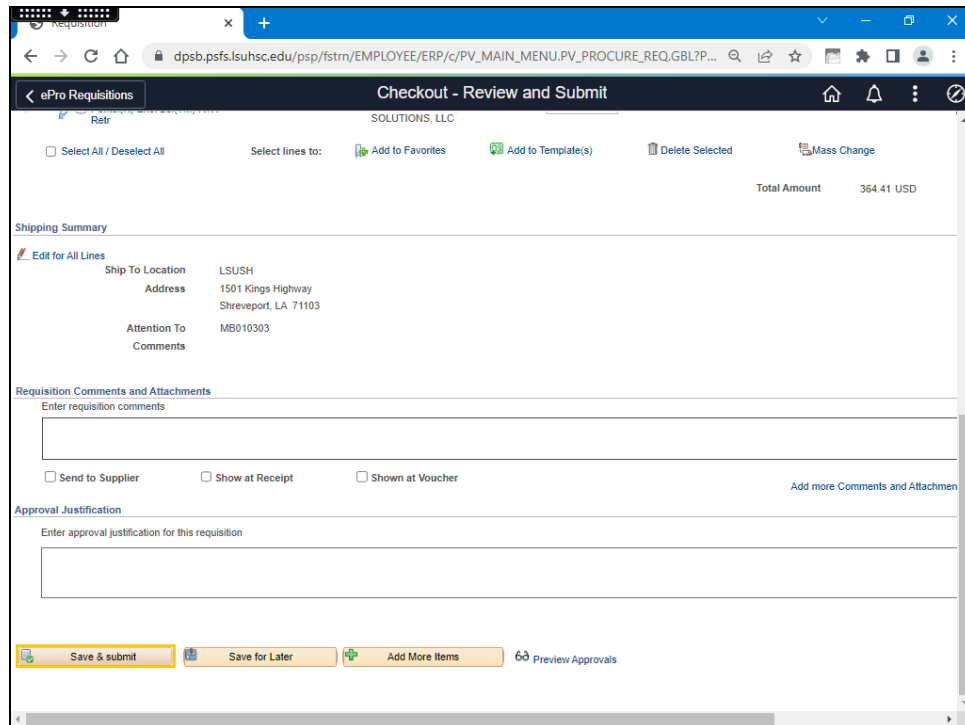 Requisition
dpsb.psfs.lsuhsc.edu/psp/fstrn/EMPLOYEE/ERP/c/PV_MAIN_MENU.PV_PROCURE_REQ.GBL?P...
ePro Requisitions
Checkout - Review and Submit
Retr
SOLUTIONS, LLC
Select All / Deselect All Select lines to: Add to Favorites Add to Template(s) Delete Selected Mass Change
Total Amount 364.41 USD
Shipping Summary
Edit for All Lines
Ship To Location LSUSH
Address 1501 Kings Highway
Shreveport, LA 71103
Attention To MB010303
Comments
Requisition Comments and Attachments
Enter requisition comments
Send to Supplier Show at Receipt Shown at Voucher
Add more Comments and Attachmen
Approval Justification
Enter approval justification for this requisition
Save & submit Save for Later Add More Items Preview Approvals